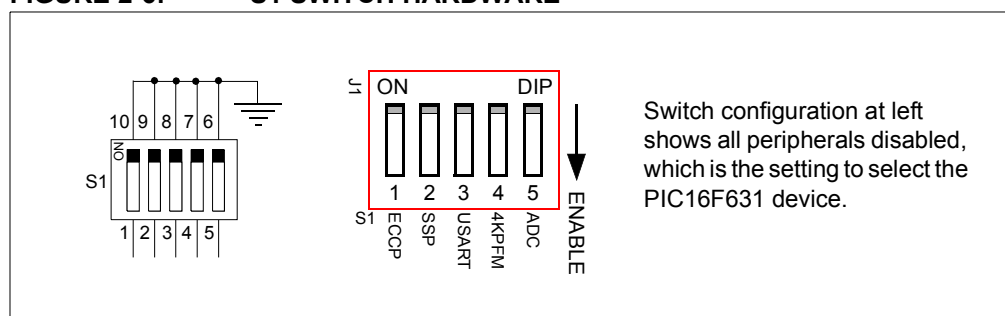 FIGURE 2-3: S1 SWITCH HARDWARE
10 9 8 7 6
NO
S1
1 2 3 4 5
J1
ON DIP
1 2 3 4 5
S1
ECCP
SSP
USART
4KPFM
ADC
ENABLE
Switch configuration at left
shows all peripherals disabled,
which is the setting to select the
PIC16F631 device.